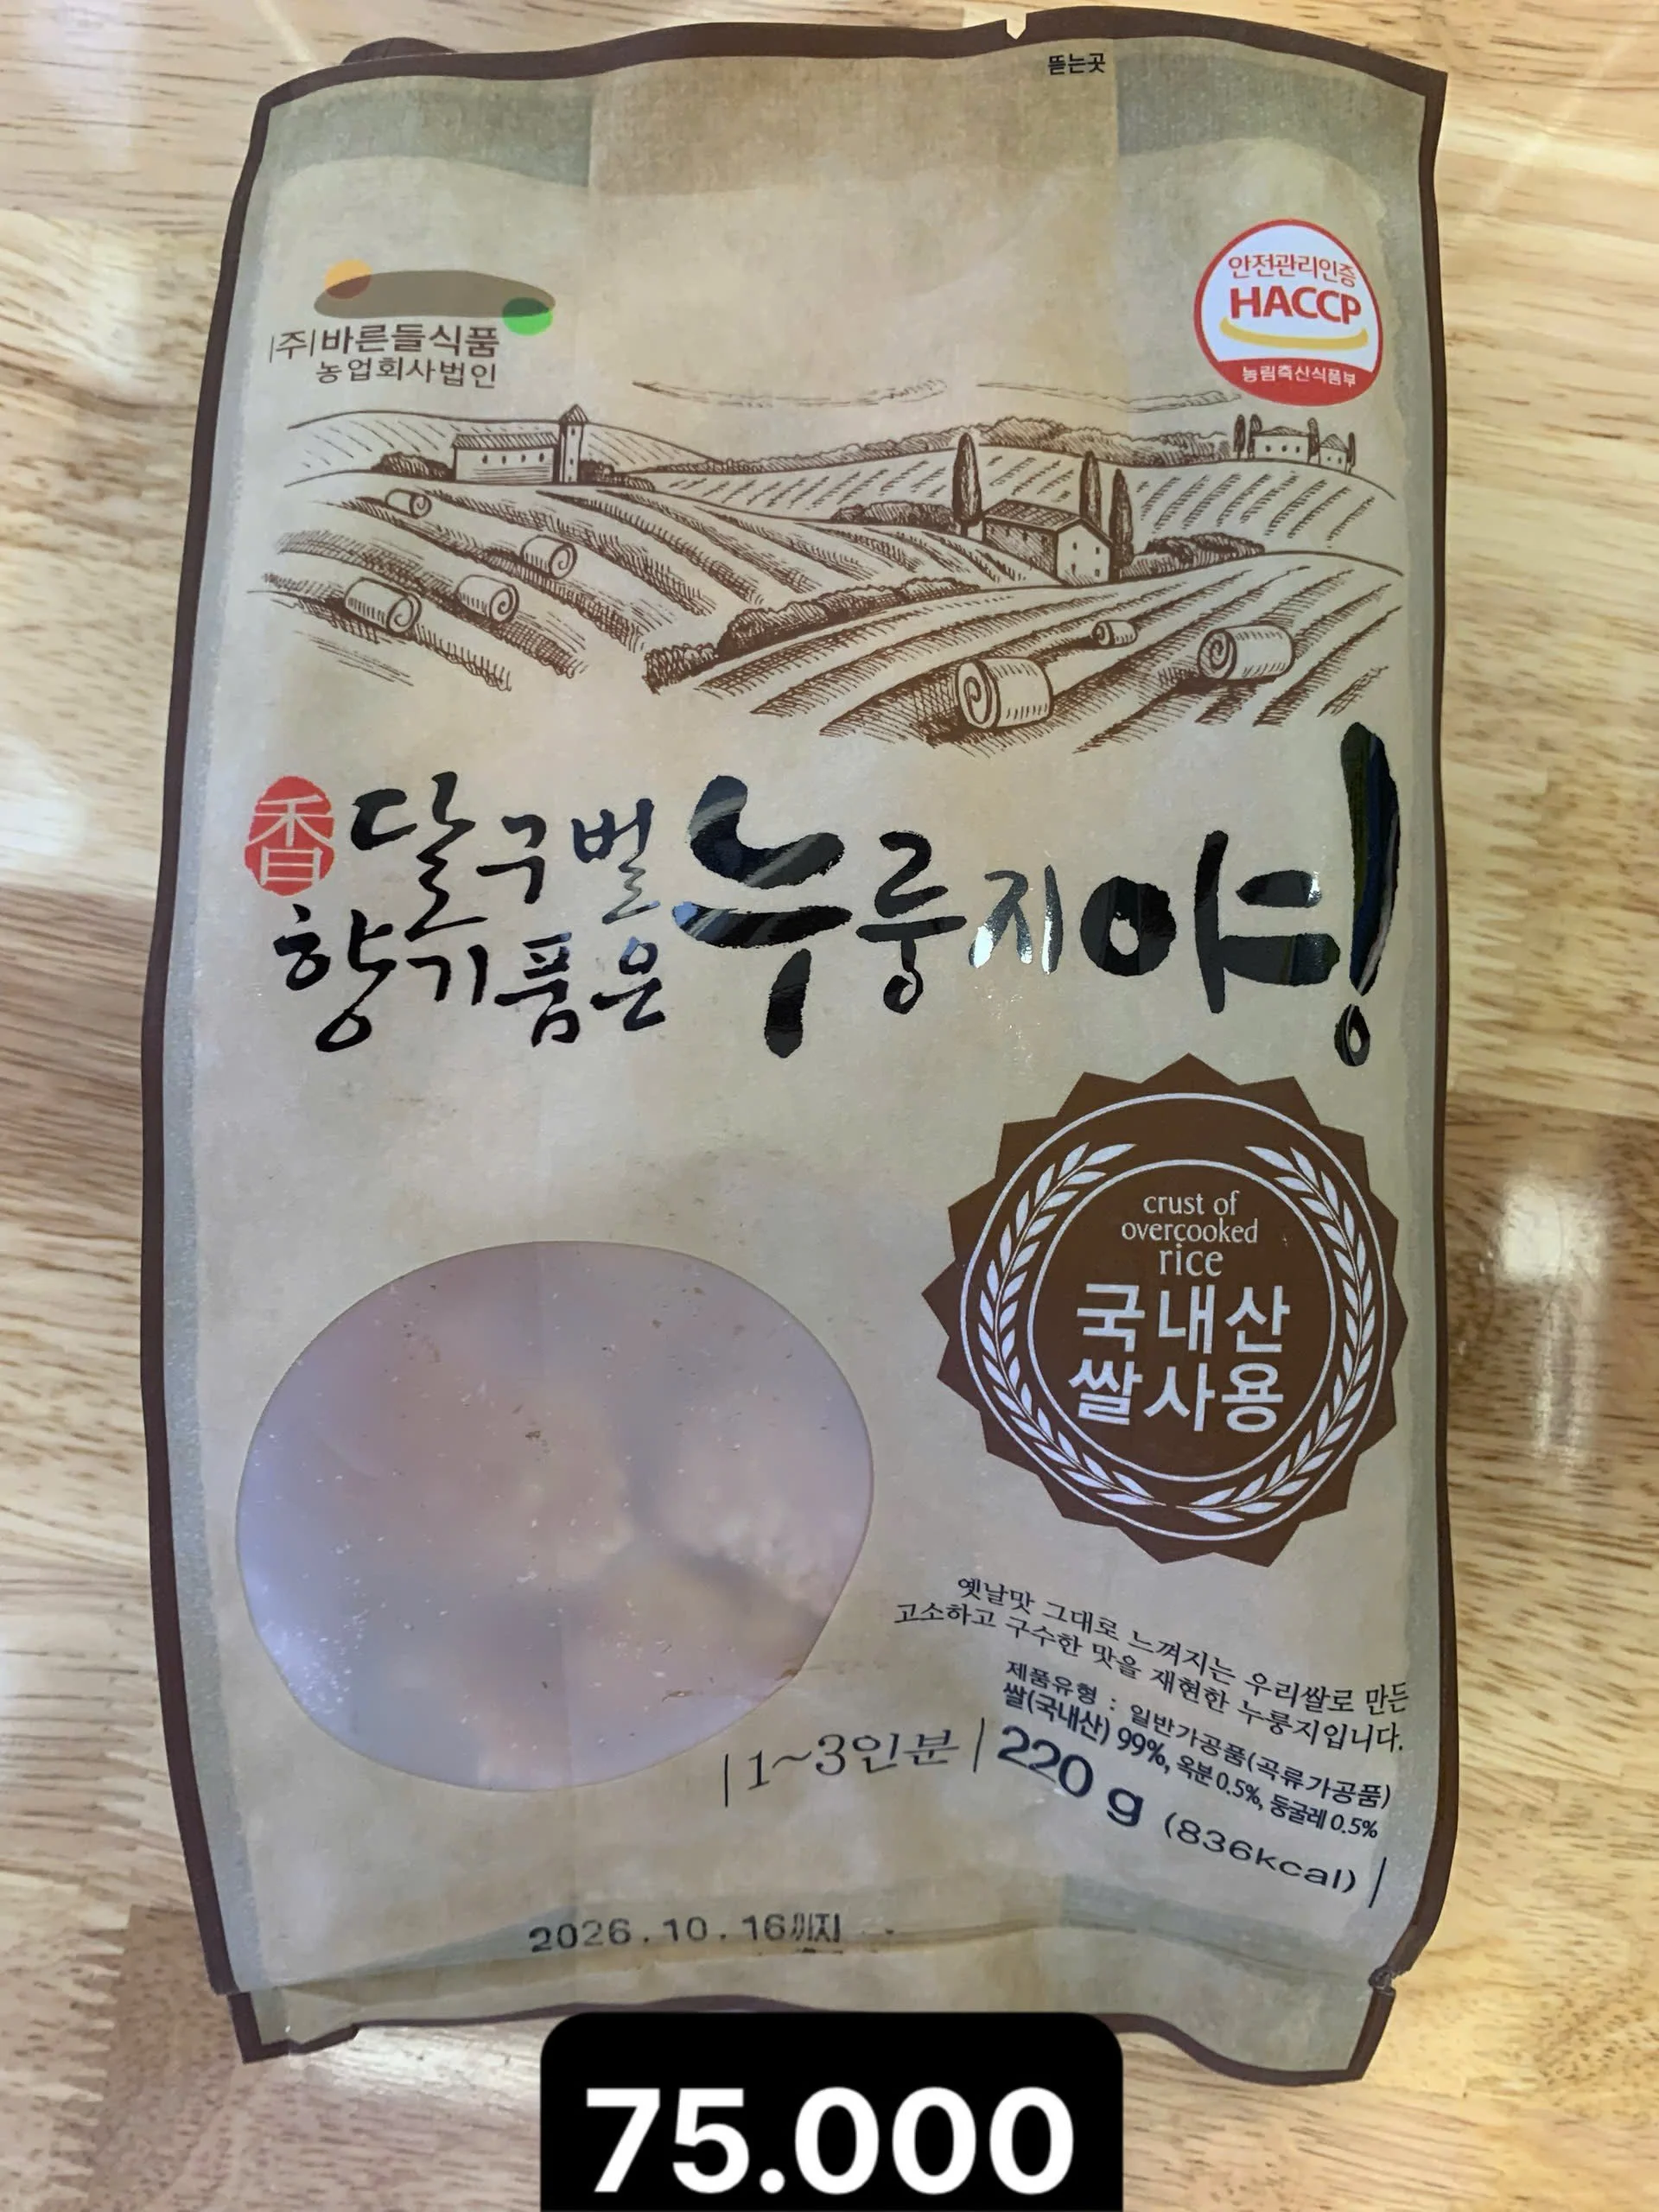 뜯는곳
안전관리인증
HACCP
농림축산식품부
|주|바른들식품
농업회사법인
香
달구벌
향기품은
누룽지야!
crust of
overcooked
rice
국내산
쌀사용
옛날맛 그대로 느껴지는 우리쌀로 만든
고소하고 구수한 맛을 재현한 누룽지입니다.
제품유형 : 일반가공품(곡류가공품)
쌀(국내산) 99%, 옥분0.5%, 둥굴레0.5%
|1~3인분|220 g (836kcal)|
2026.10.16까지
75.000